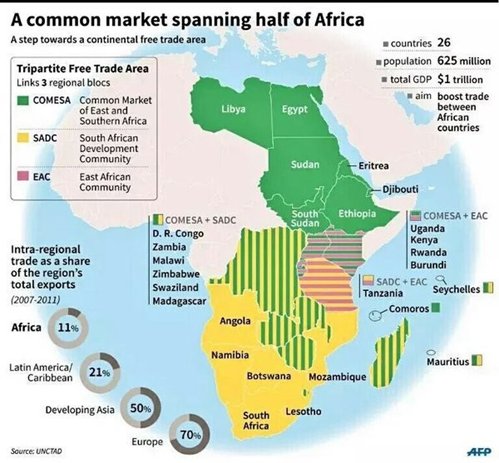 A common market spanning half of Africa
A step towards a continental free trade area
countries 26
population 625 million
total GDP $1 trillion
aim boost trade
between
African
countries
Tripartite Free Trade Area
Links 3 regional blocs
COMESA Common Market
of East and
Southern Africa
SADC South African
Development
Community
EAC East African
Community
Libya
Egypt
Sudan
Eritrea
Djibouti
South
Sudan
Ethiopia
COMESA + SADC
D. R. Congo
Zambia
Malawi
Zimbabwe
Swaziland
Madagascar
COMESA + EAC
Uganda
Kenya
Rwanda
Burundi
SADC + EAC
Tanzania
Seychelles
Comoros
Mauritius
Angola
Namibia
Botswana
Mozambique
South
Africa
Lesotho
Intra-regional
trade as a share
of the region's
total exports
(2007-2011)
Africa 11%
Latin America/
Caribbean
21%
Developing Asia 50%
Europe 70%
Source: UNCTAD
AFP